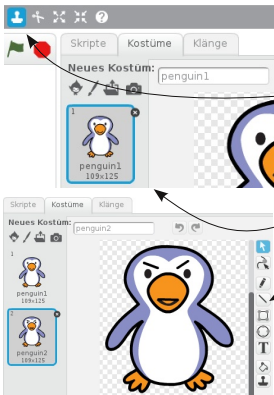 Skripte Kostüme Klänge
Neues Kostüm:
penguin1
1
penguin1
109x125
Skripte Kostüme Klänge
Neues Kostüm:
penguin2
1
penguin1
109x125
2
penguin2
109x125
T